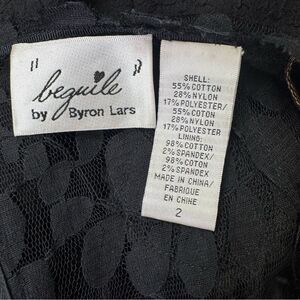 " beguile "
by Byron Lars
SHELL:
55% COTTON
28% NYLON
17% POLYESTER/
55% COTON
28% NYLON
17% POLYESTER
LINING:
98% COTTON
2% SPANDEX/
98% COTON
2% SPANDEX
MADE IN CHINA/
FABRIQUE
EN CHINE
2